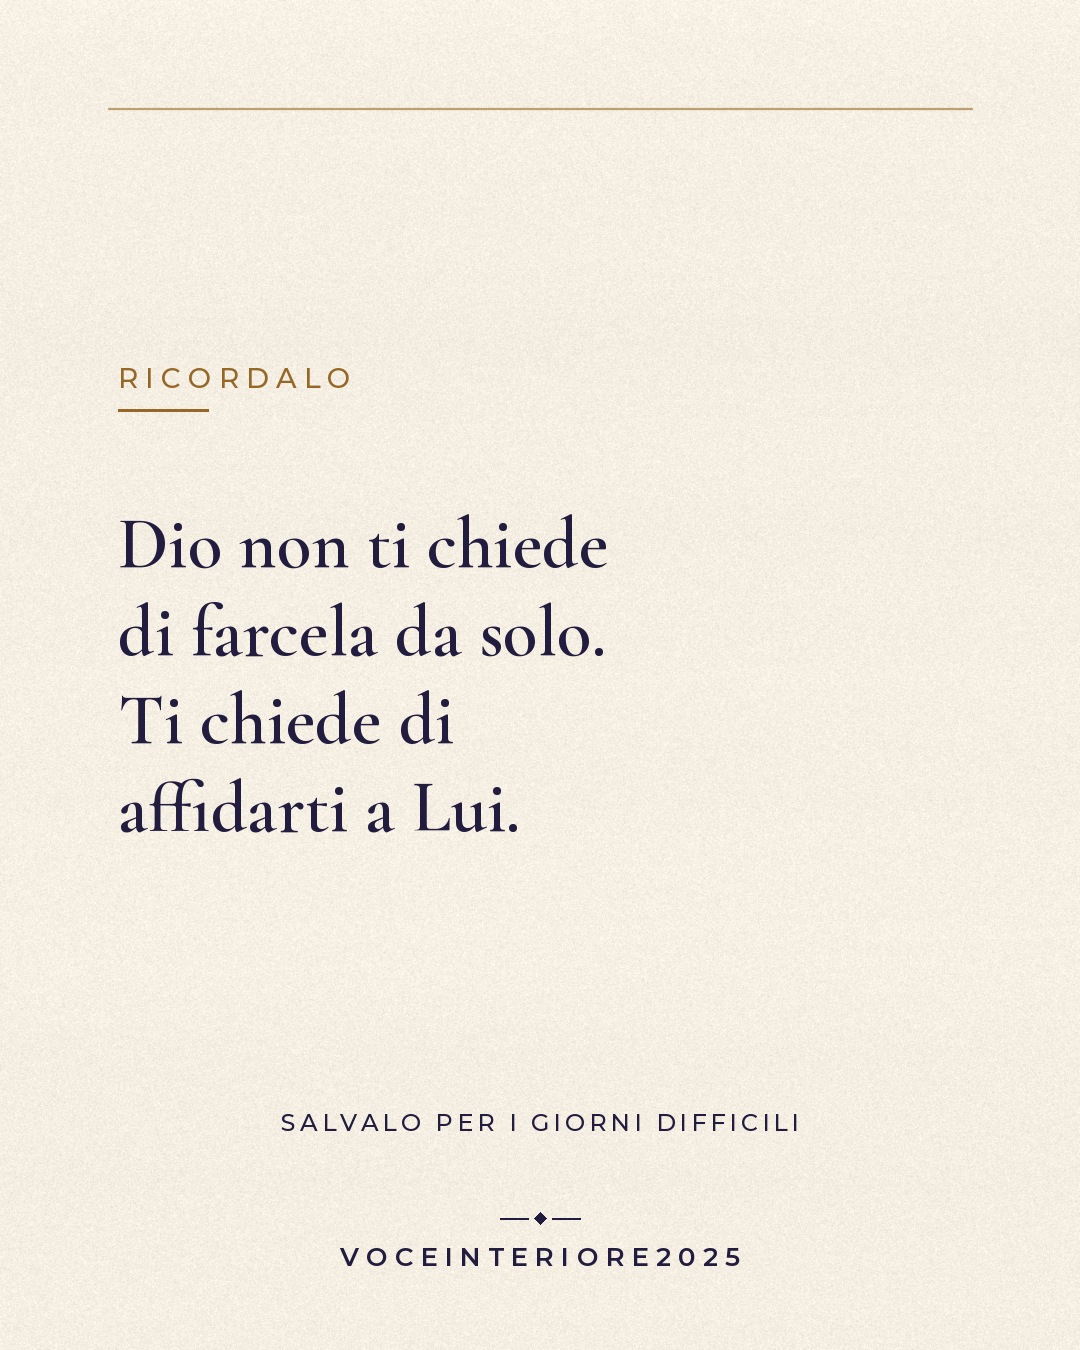 RICORDALO
Dio non ti chiede
di farcela da solo.
Ti chiede di
affidarti a Lui.
SALVALO PER I GIORNI DIFFICILI
VOCEINTERIORE2025